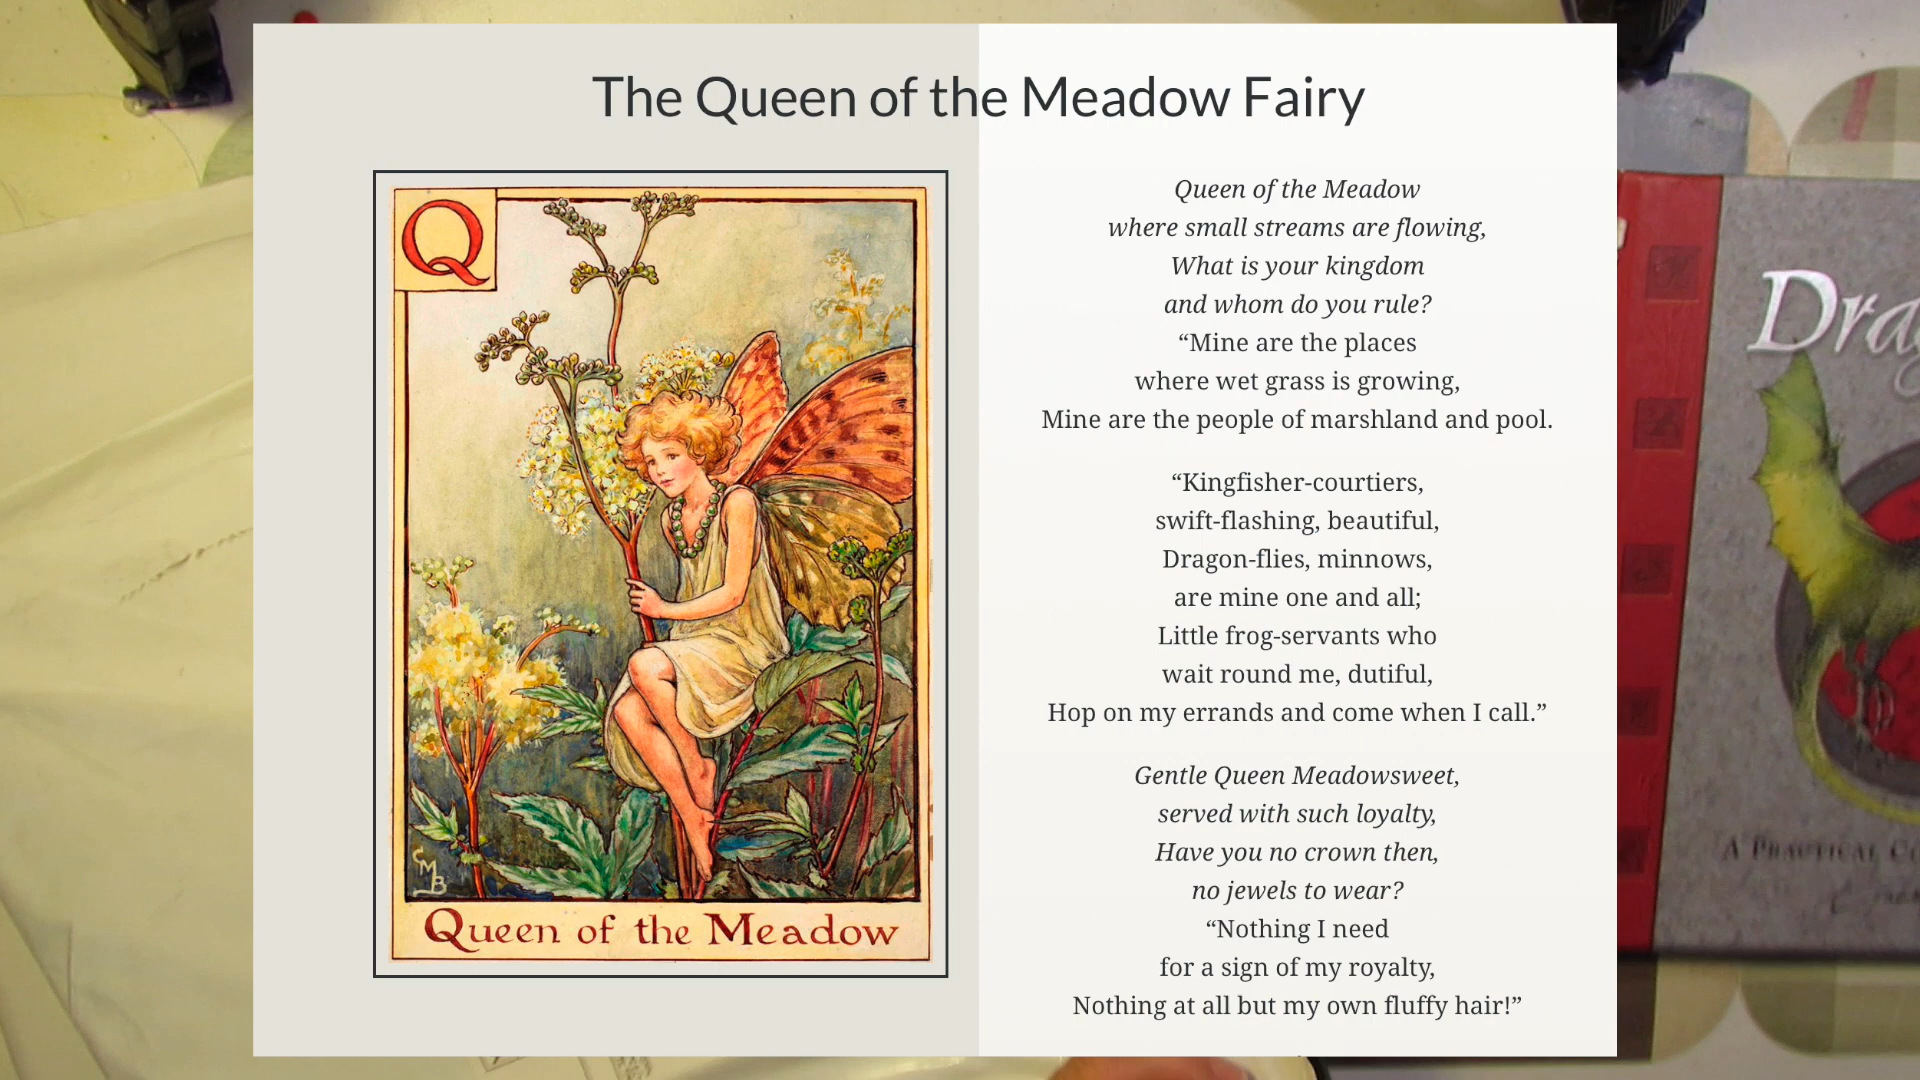 The Queen of the Meadow Fairy
Q
CMB
Queen of the Meadow
Queen of the Meadow
where small streams are flowing,
What is your kingdom
and whom do you rule?
“Mine are the places
where wet grass is growing,
Mine are the people of marshland and pool.
“Kingfisher-courtiers,
swift-flashing, beautiful,
Dragon-flies, minnows,
are mine one and all;
Little frog-servants who
wait round me, dutiful,
Hop on my errands and come when I call.”
Gentle Queen Meadowsweet,
served with such loyalty,
Have you no crown then,
no jewels to wear?
“Nothing I need
for a sign of my royalty,
Nothing at all but my own fluffy hair!”
Drag
A PRACTICAL CO